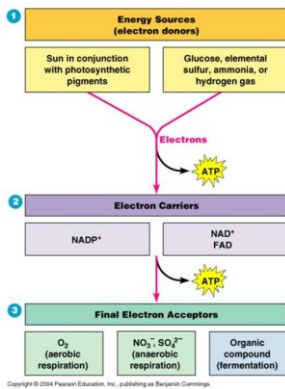 1
Energy Sources
(electron donors)
Sun in conjunction
with photosynthetic
pigments
Glucose, elemental
sulfur, ammonia, or
hydrogen gas
Electrons
ATP
2
Electron Carriers
NADP⁺
NAD⁺
FAD
ATP
3
Final Electron Acceptors
O₂
(aerobic
respiration)
NO₃⁻, SO₄²⁻
(anaerobic
respiration)
Organic
compound
(fermentation)
Copyright © 2004 Pearson Education, Inc., publishing as Benjamin Cummings.